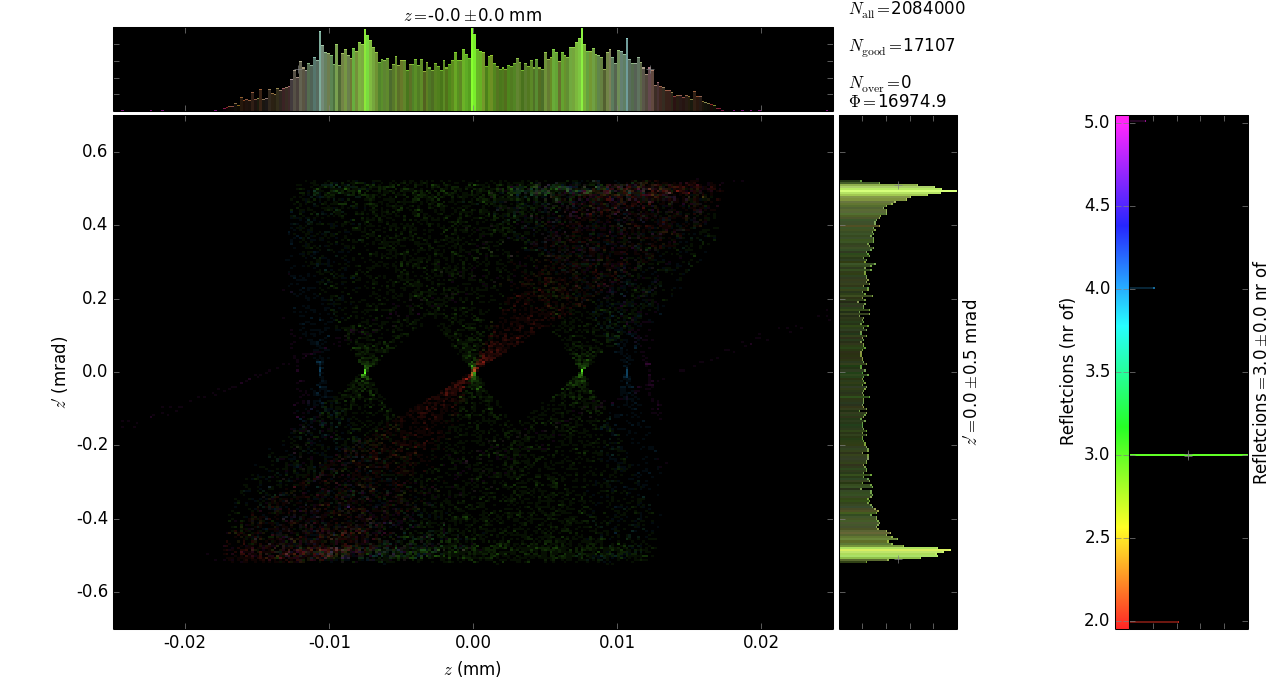 z=-0.0±0.0 mm
N_all=2084000
N_good=17107
N_over=0
Φ=16974.9
0.6
0.4
0.2
0.0
-0.2
-0.4
-0.6
z′ (mrad)
-0.02
-0.01
0.00
0.01
0.02
z (mm)
z′=0.0±0.5 mrad
5.0
4.5
4.0
3.5
3.0
2.5
2.0
Refletcions (nr of)
Refletcions=3.0±0.0 nr of